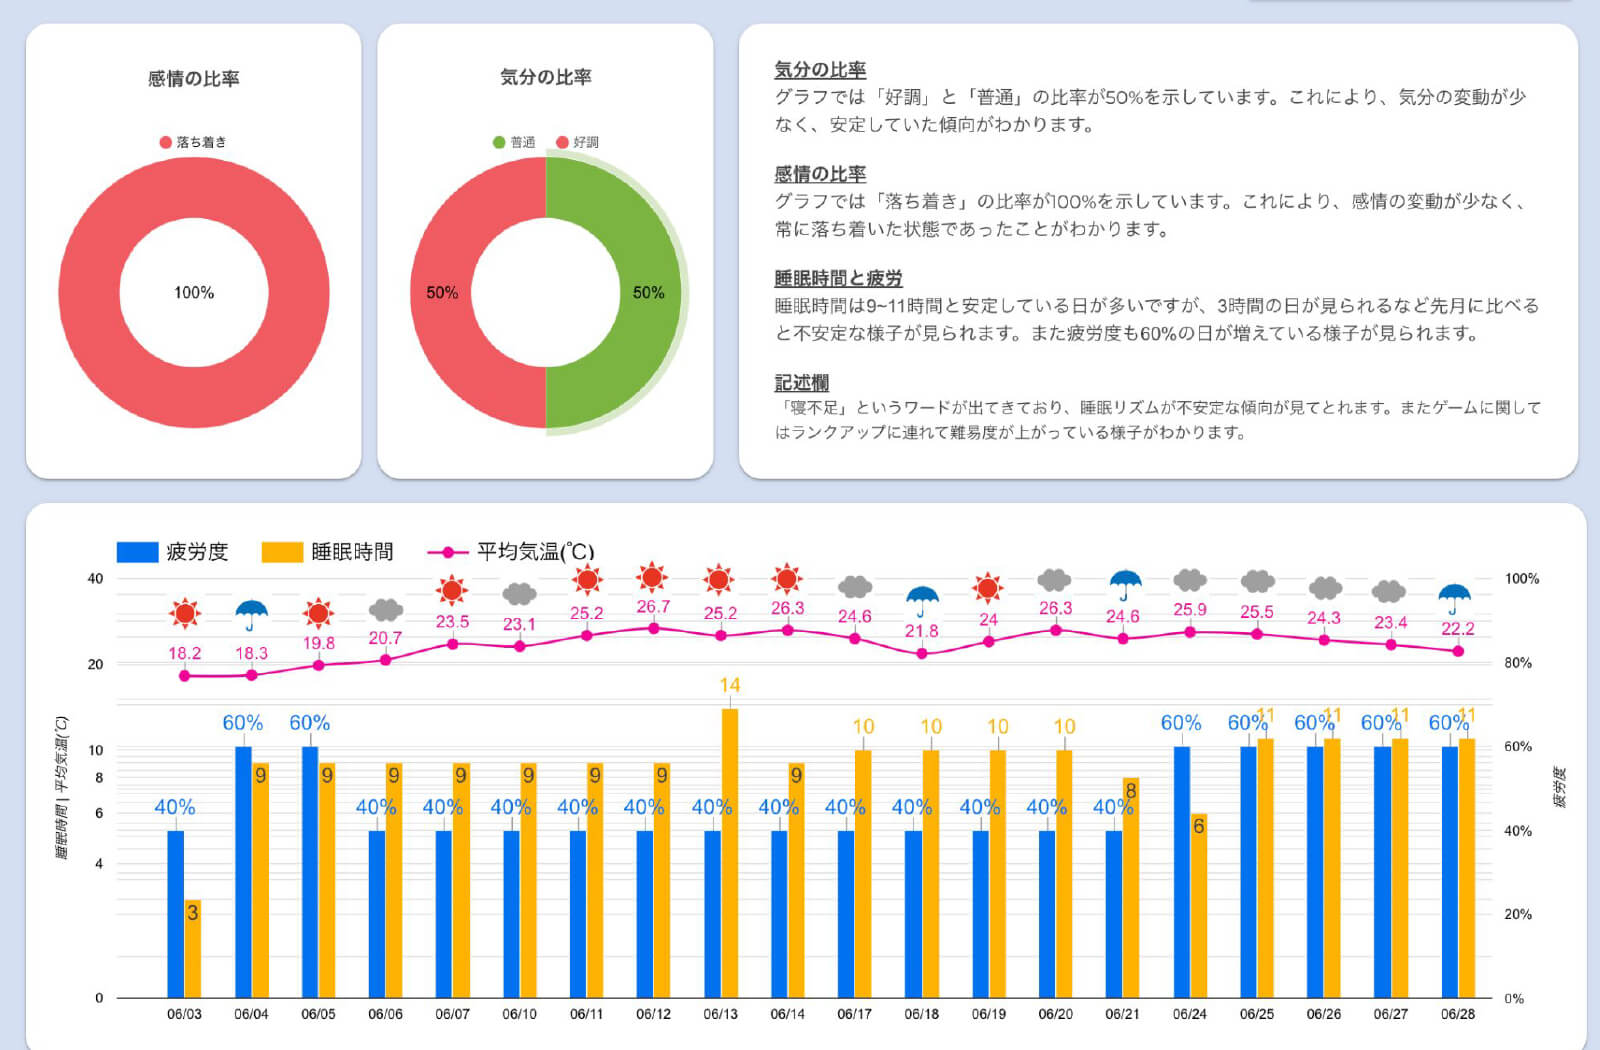 感情の比率
落ち着き
100%
気分の比率
普通 好調
50% 50%
気分の比率
グラフでは「好調」と「普通」の比率が50%を示しています。これにより、気分の変動が少
なく、安定していた傾向がわかります。
感情の比率
グラフでは「落ち着き」の比率が100%を示しています。これにより、感情の変動が少なく、
常に落ち着いた状態であったことがわかります。
睡眠時間と疲労
睡眠時間は9~11時間と安定している日が多いですが、3時間の日が見られるなど先月に比べる
と不安定な様子が見られます。また疲労度も60%の日が増えている様子が見られます。
記述欄
「寝不足」というワードが出てきており、睡眠リズムが不安定な傾向が見てとれます。またゲームに関して
はランクアップに連れて難易度が上がっている様子がわかります。
疲労度 睡眠時間 平均気温(℃)
40 100%
18.2 18.3 19.8 20.7 23.5 23.1 25.2 26.7 25.2 26.3 24.6 21.8 24 26.3 24.6 25.9 25.5 24.3 23.4 22.2
20 80%
40% 60% 60% 40% 40% 40% 40% 40% 40% 40% 40% 40% 40% 40% 40% 60% 60% 60% 60% 60%
3 9 9 9 9 9 9 9 14 9 10 10 10 10 8 6 11 11 11 11
10 60%
8
6 40%
4
20%
0 0%
睡眠時間 | 平均気温(℃)
疲労度
06/03 06/04 06/05 06/06 06/07 06/10 06/11 06/12 06/13 06/14 06/17 06/18 06/19 06/20 06/21 06/24 06/25 06/26 06/27 06/28